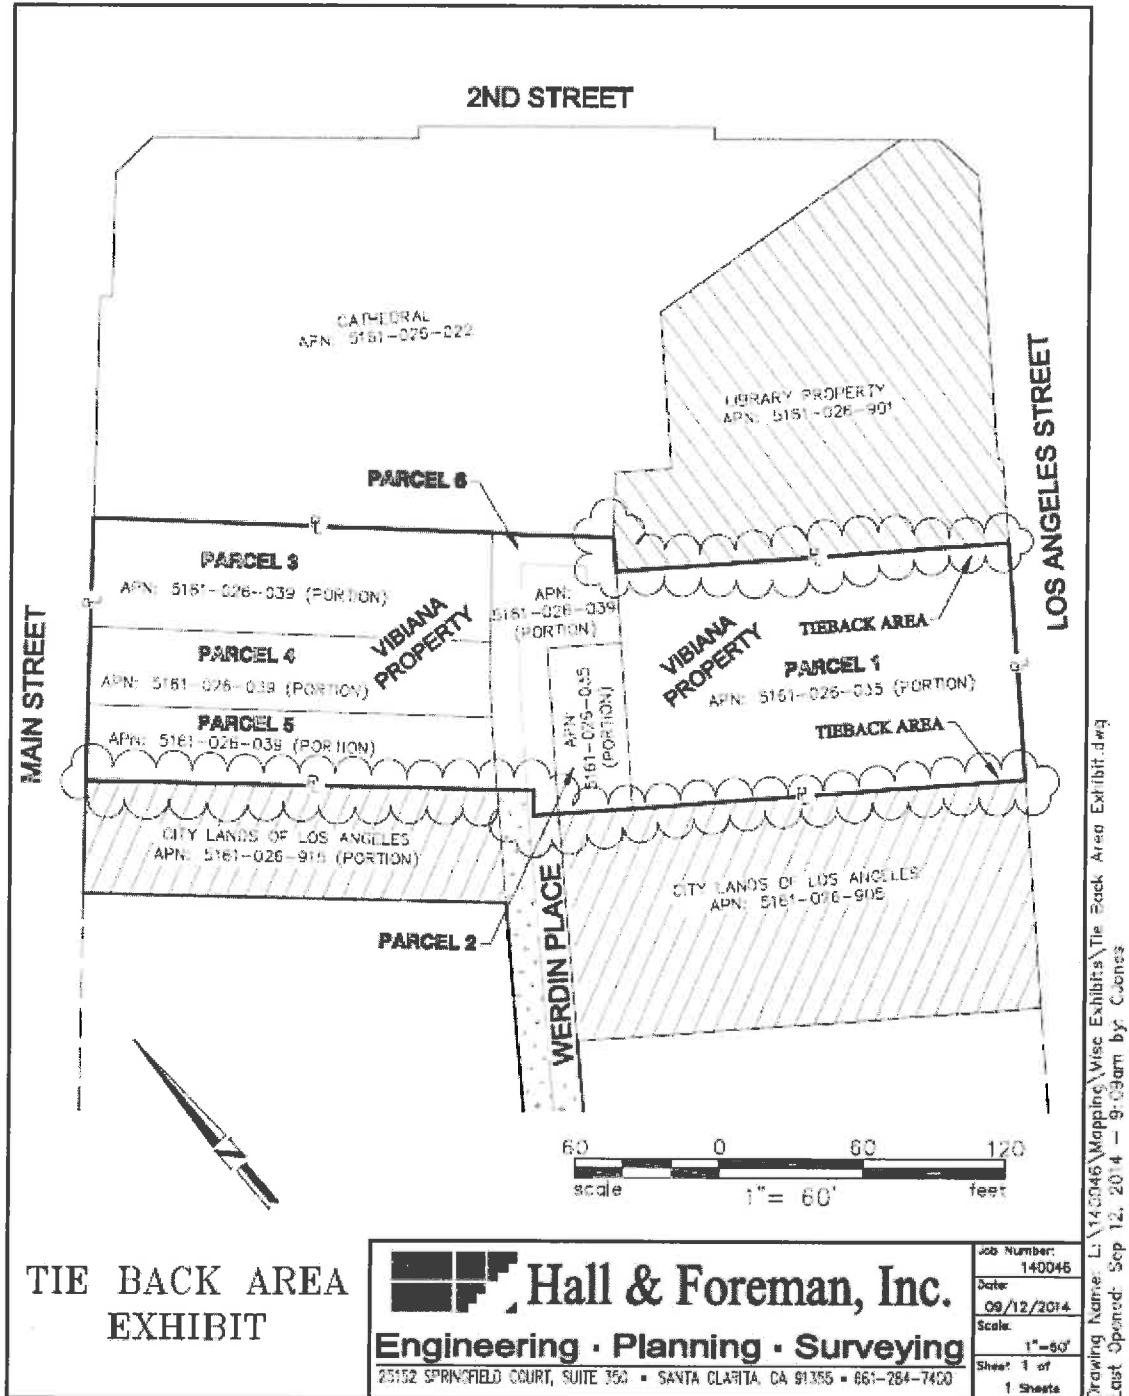 2ND STREET
CATHEDRAL
APN: 5161-026-022
LIBRARY PROPERTY
APN: 5161-026-901
LOS ANGELES STREET
PARCEL 6
PARCEL 3
APN: 5161-026-039 (PORTION)
VIBIANA
PROPERTY
APN:
5161-026-039
(PORTION)
VIBIANA
PROPERTY
TIEBACK AREA
MAIN STREET
PARCEL 4
APN: 5161-026-039 (PORTION)
PARCEL 1
APN: 5161-026-035 (PORTION)
APN:
5161-026-035
(PORTION)
PARCEL 5
APN: 5161-026-039 (PORTION)
TIEBACK AREA
CITY LANDS OF LOS ANGELES
APN: (PORTION)
CITY LANDS OF LOS ANGELES
APN: 5161-026-905
PARCEL 2
WERDIN PLACE
N
60 0 60 120
scale 1"= 60' feet
TIE BACK AREA
EXHIBIT
Hall & Foreman, Inc.
Engineering · Planning · Surveying
25152 SPRINGFIELD COURT, SUITE 350 • SANTA CLARITA, CA 91355 • 661-284-7400
Job Number:
140046
Date:
09/12/2014
Scale:
1"=60'
Sheet 1 of
1 Sheets
Drawing Name: L:\140046\Mapping\Misc Exhibits\Tie Back Area Exhibit.dwg
Last Opened: Sep 12, 2014 - 9:09am by: CJones